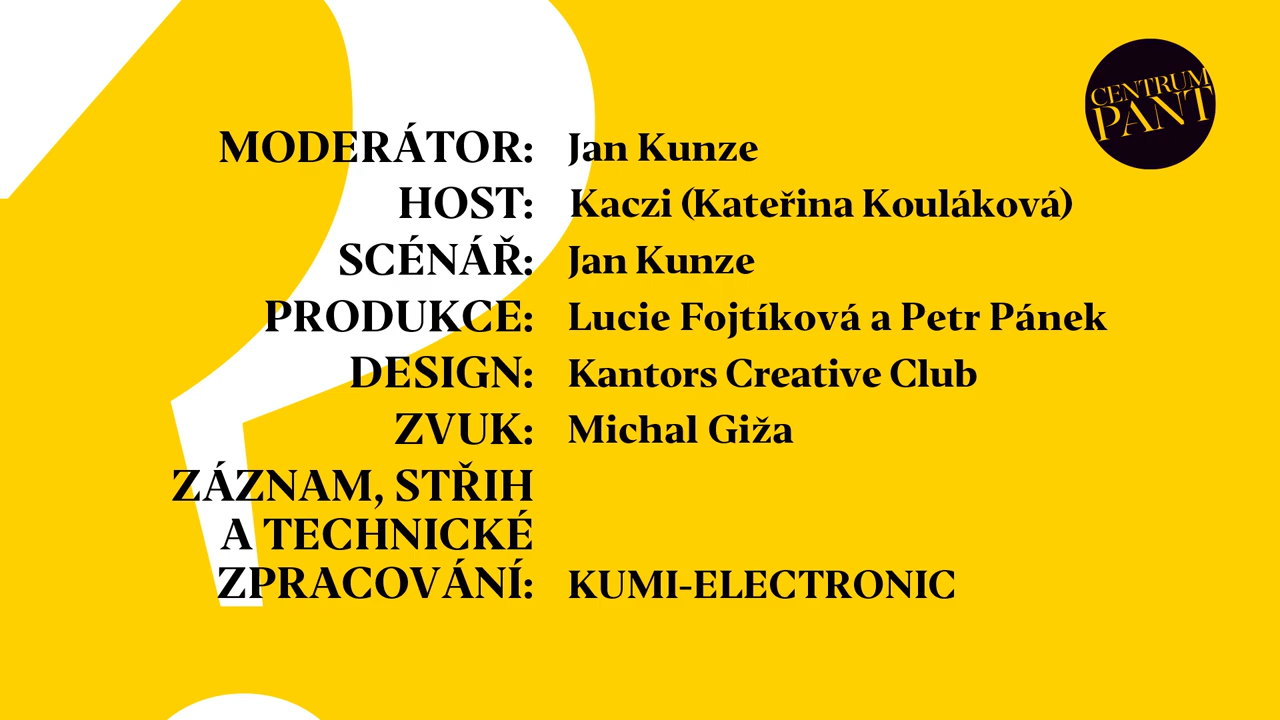 CENTRUM
PANT
MODERÁTOR: Jan Kunze
HOST: Kaczi (Kateřina Kouláková)
SCÉNÁŘ: Jan Kunze
PRODUKCE: Lucie Fojtíková a Petr Pánek
DESIGN: Kantors Creative Club
ZVUK: Michal Giža
ZÁZNAM, STŘIH
A TECHNICKÉ
ZPRACOVÁNÍ: KUMI-ELECTRONIC